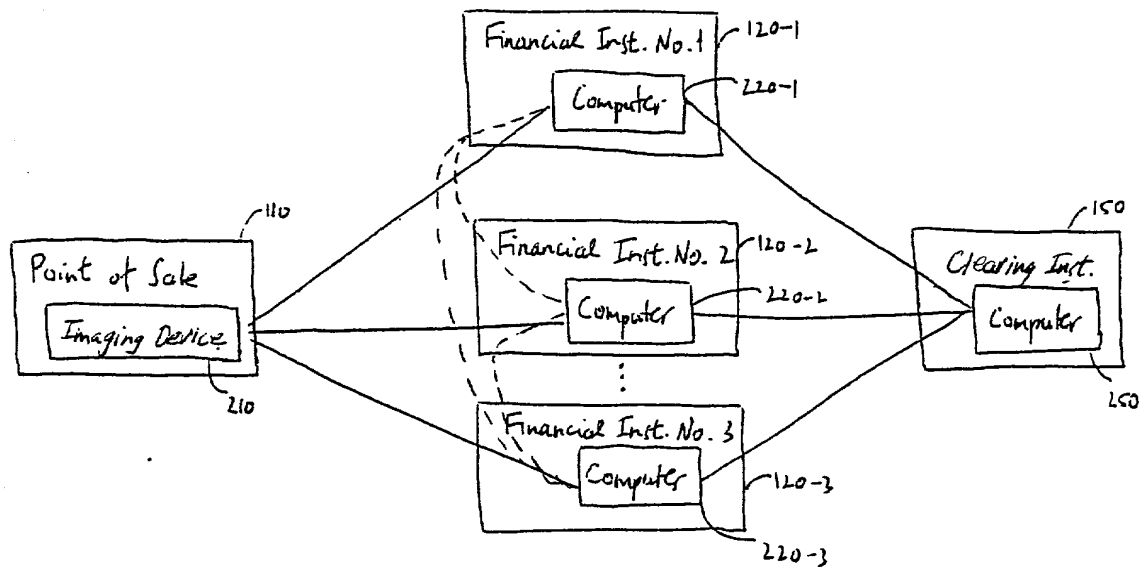 Financial Inst. No. 1
120-1
Computer
220-1
110
Point of Sale
Imaging Device
210
Financial Inst. No. 2
120-2
Computer
220-2
150
Clearing Inst.
Computer
250
Financial Inst. No. 3
Computer
120-3
220-3